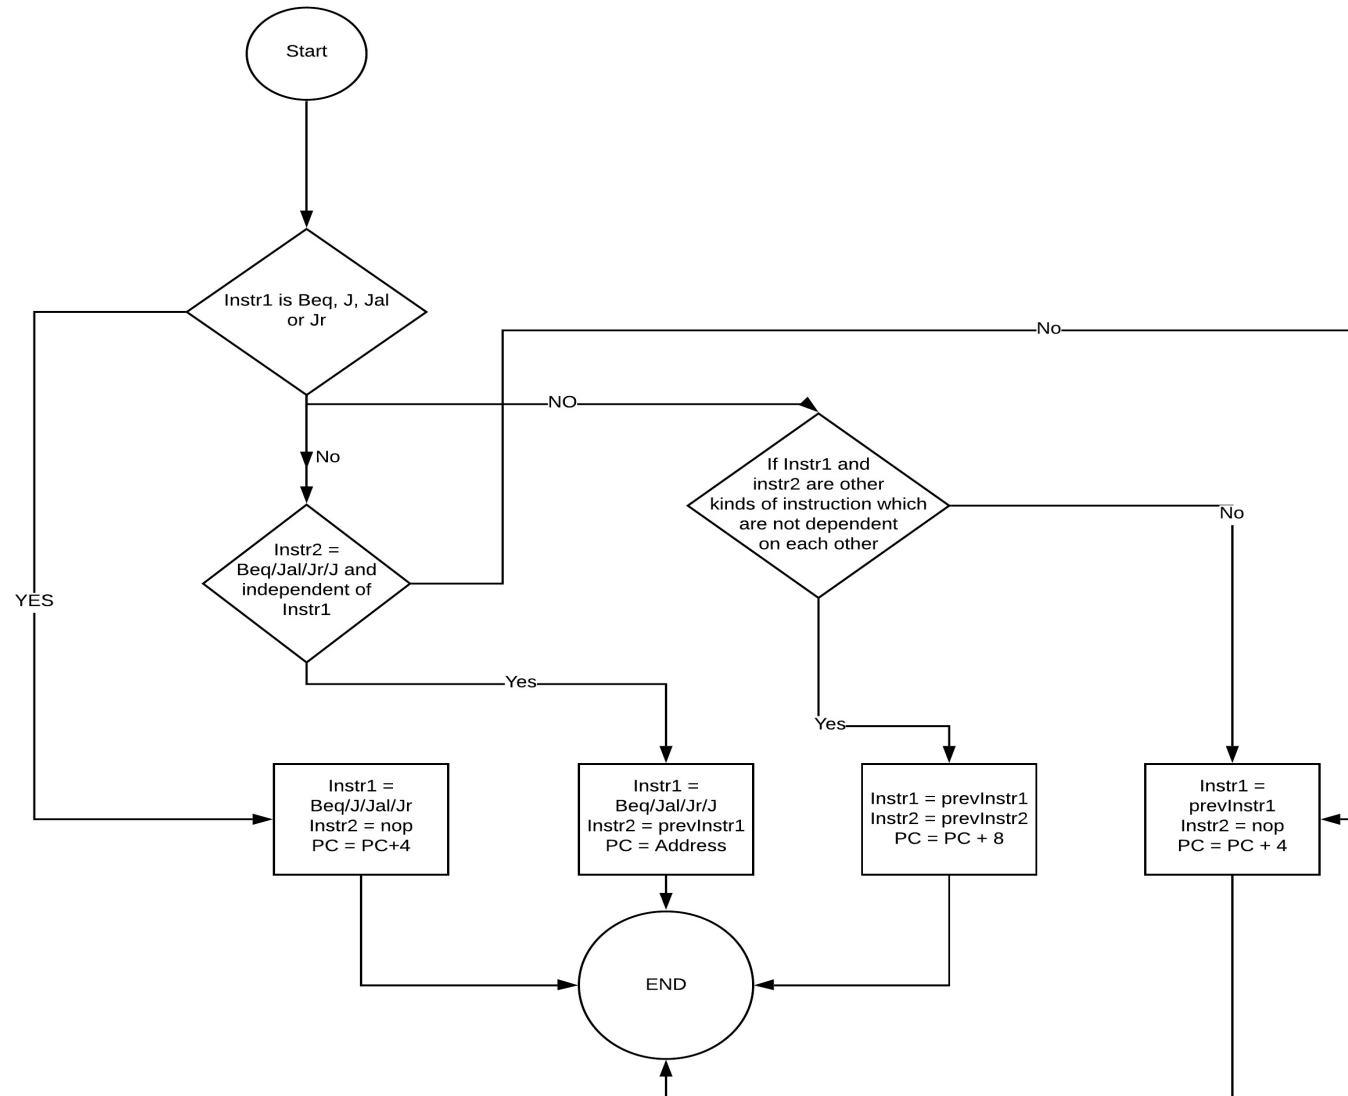 Start
Instr1 is Beq, J, Jal
or Jr
No
NO
No
If Instr1 and
instr2 are other
kinds of instruction which
are not dependent
on each other
No
Instr2 =
Beq/Jal/Jr/J and
independent of
Instr1
YES
Yes
Yes
Instr1 =
Beq/J/Jal/Jr
Instr2 = nop
PC = PC+4
Instr1 =
Beq/Jal/Jr/J
Instr2 = prevInstr1
PC = Address
Instr1 = prevInstr1
Instr2 = prevInstr2
PC = PC + 8
Instr1 =
prevInstr1
Instr2 = nop
PC = PC + 4
END